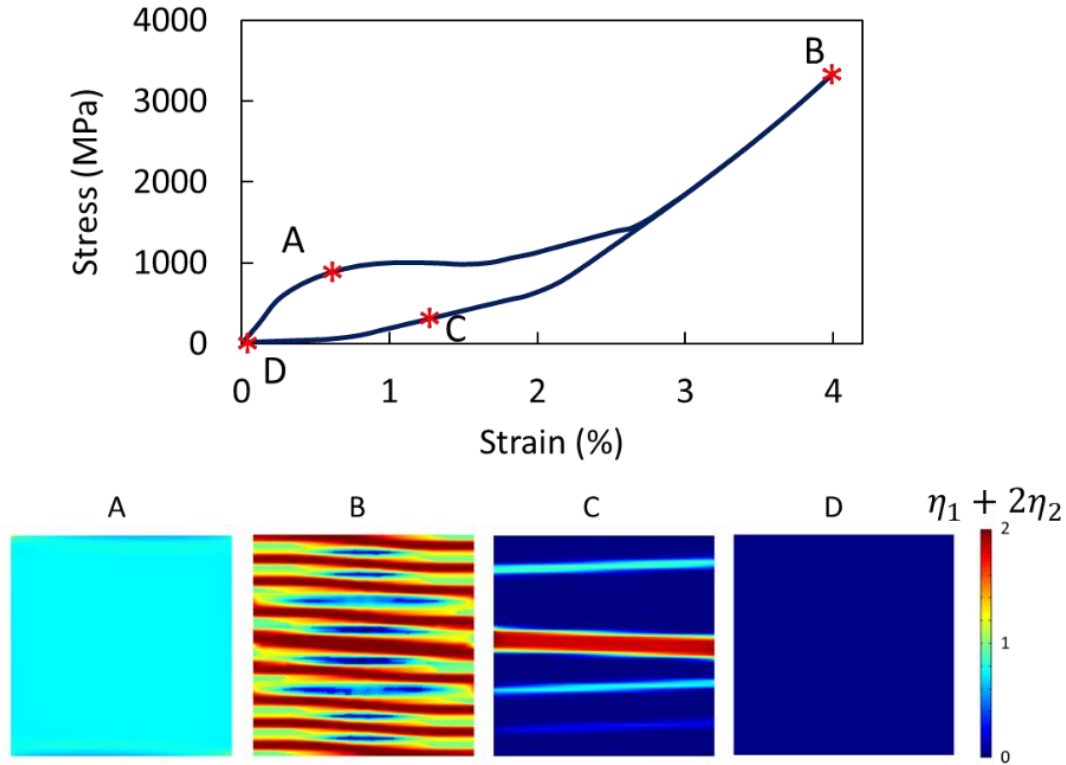 4000
3000
2000
1000
0
Stress (MPa)
A
B
C
D
0 1 2 3 4
Strain (%)
A B C D η₁ + 2η₂
2
1
0